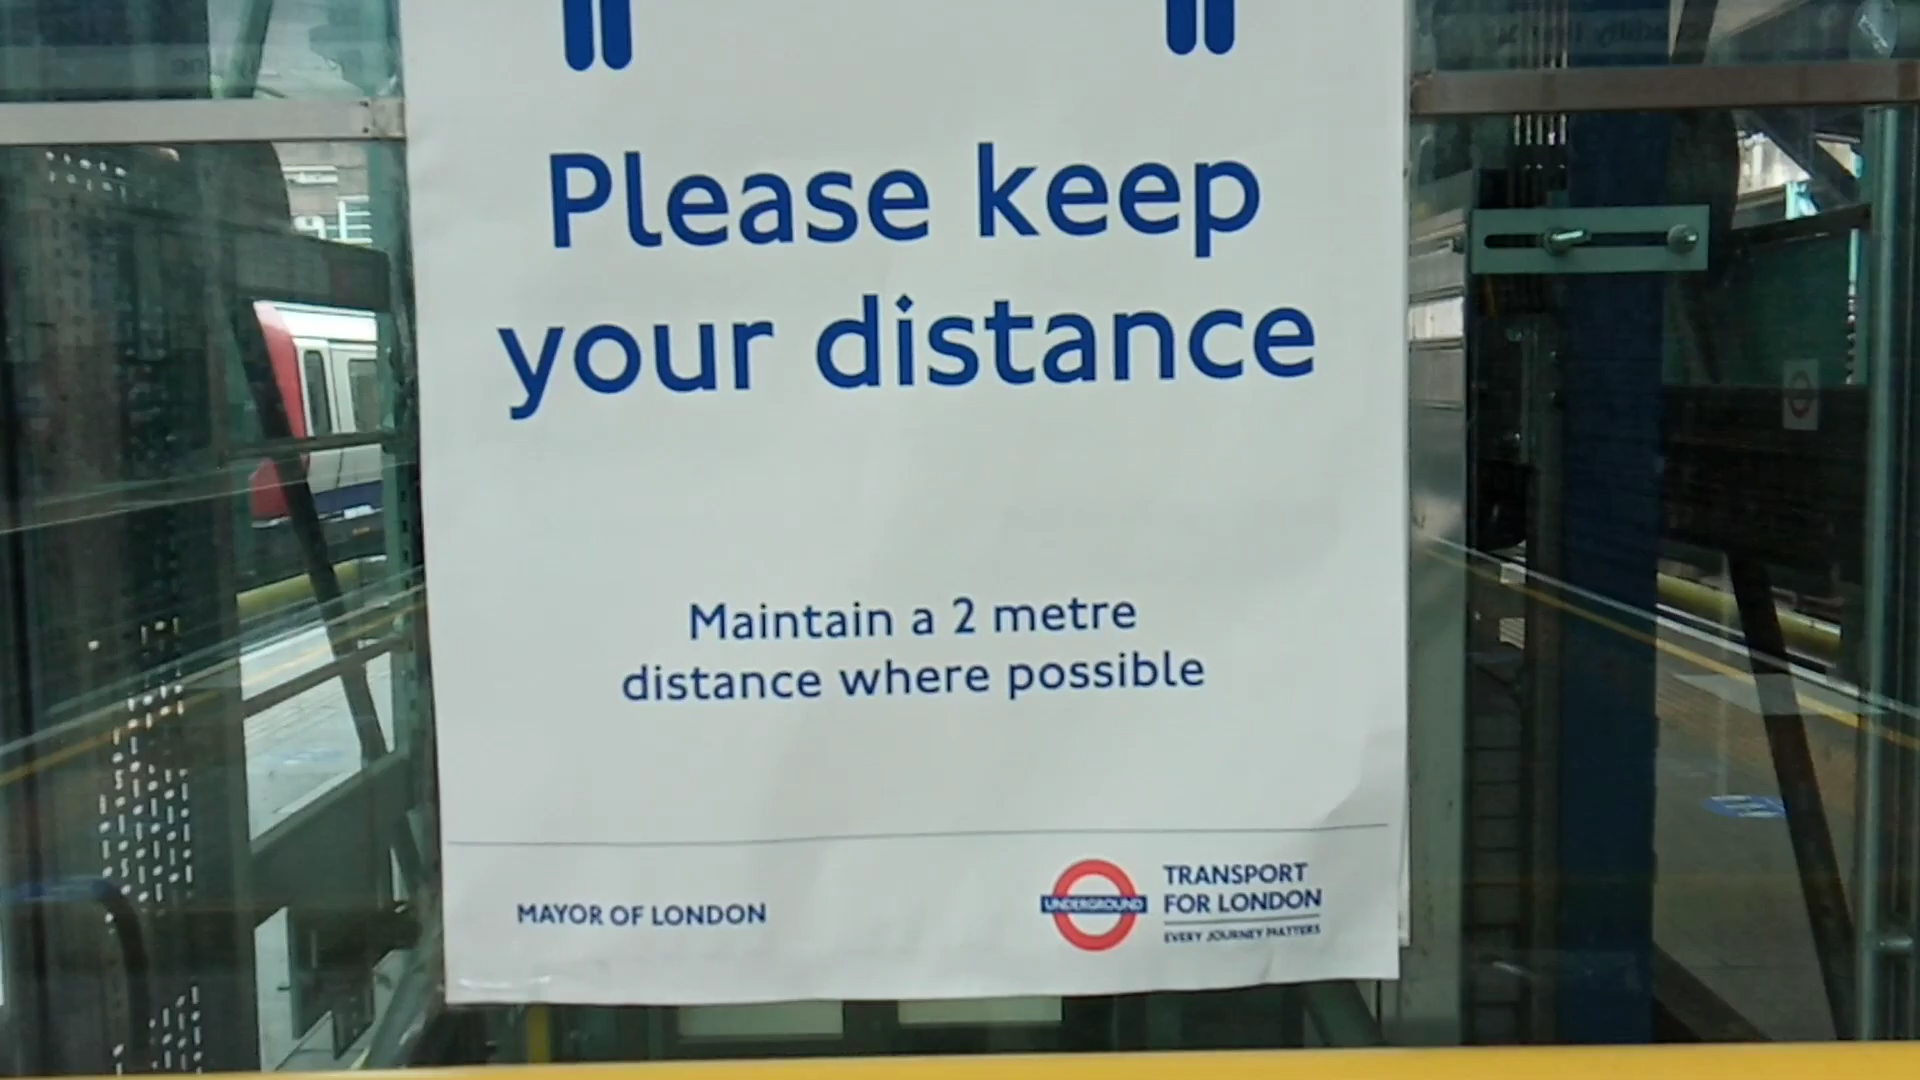 Please keep
your distance
Maintain a 2 metre
distance where possible
MAYOR OF LONDON
UNDERGROUND
TRANSPORT
FOR LONDON
EVERY JOURNEY MATTERS